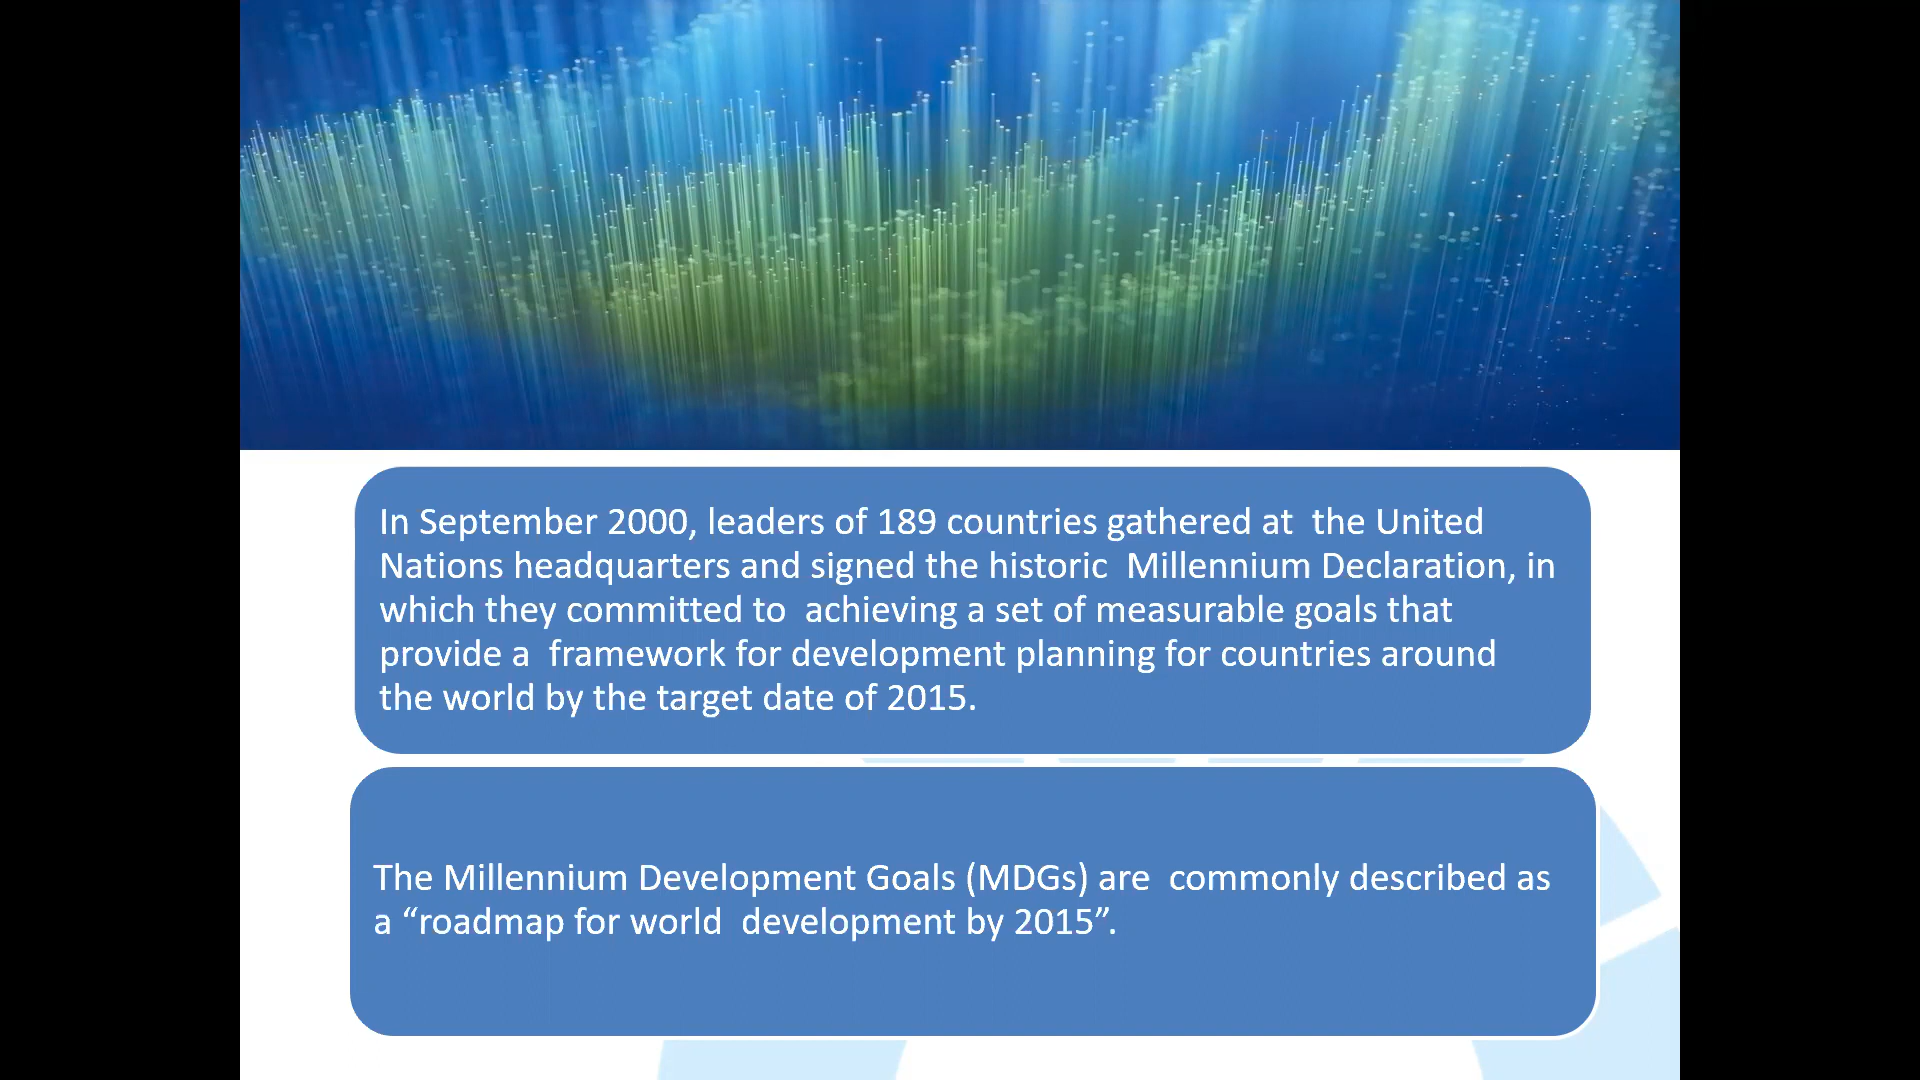 In September 2000, leaders of 189 countries gathered at  the United
Nations headquarters and signed the historic  Millennium Declaration, in
which they committed to  achieving a set of measurable goals that
provide a  framework for development planning for countries around
the world by the target date of 2015.
The Millennium Development Goals (MDGs) are  commonly described as
a “roadmap for world  development by 2015”.